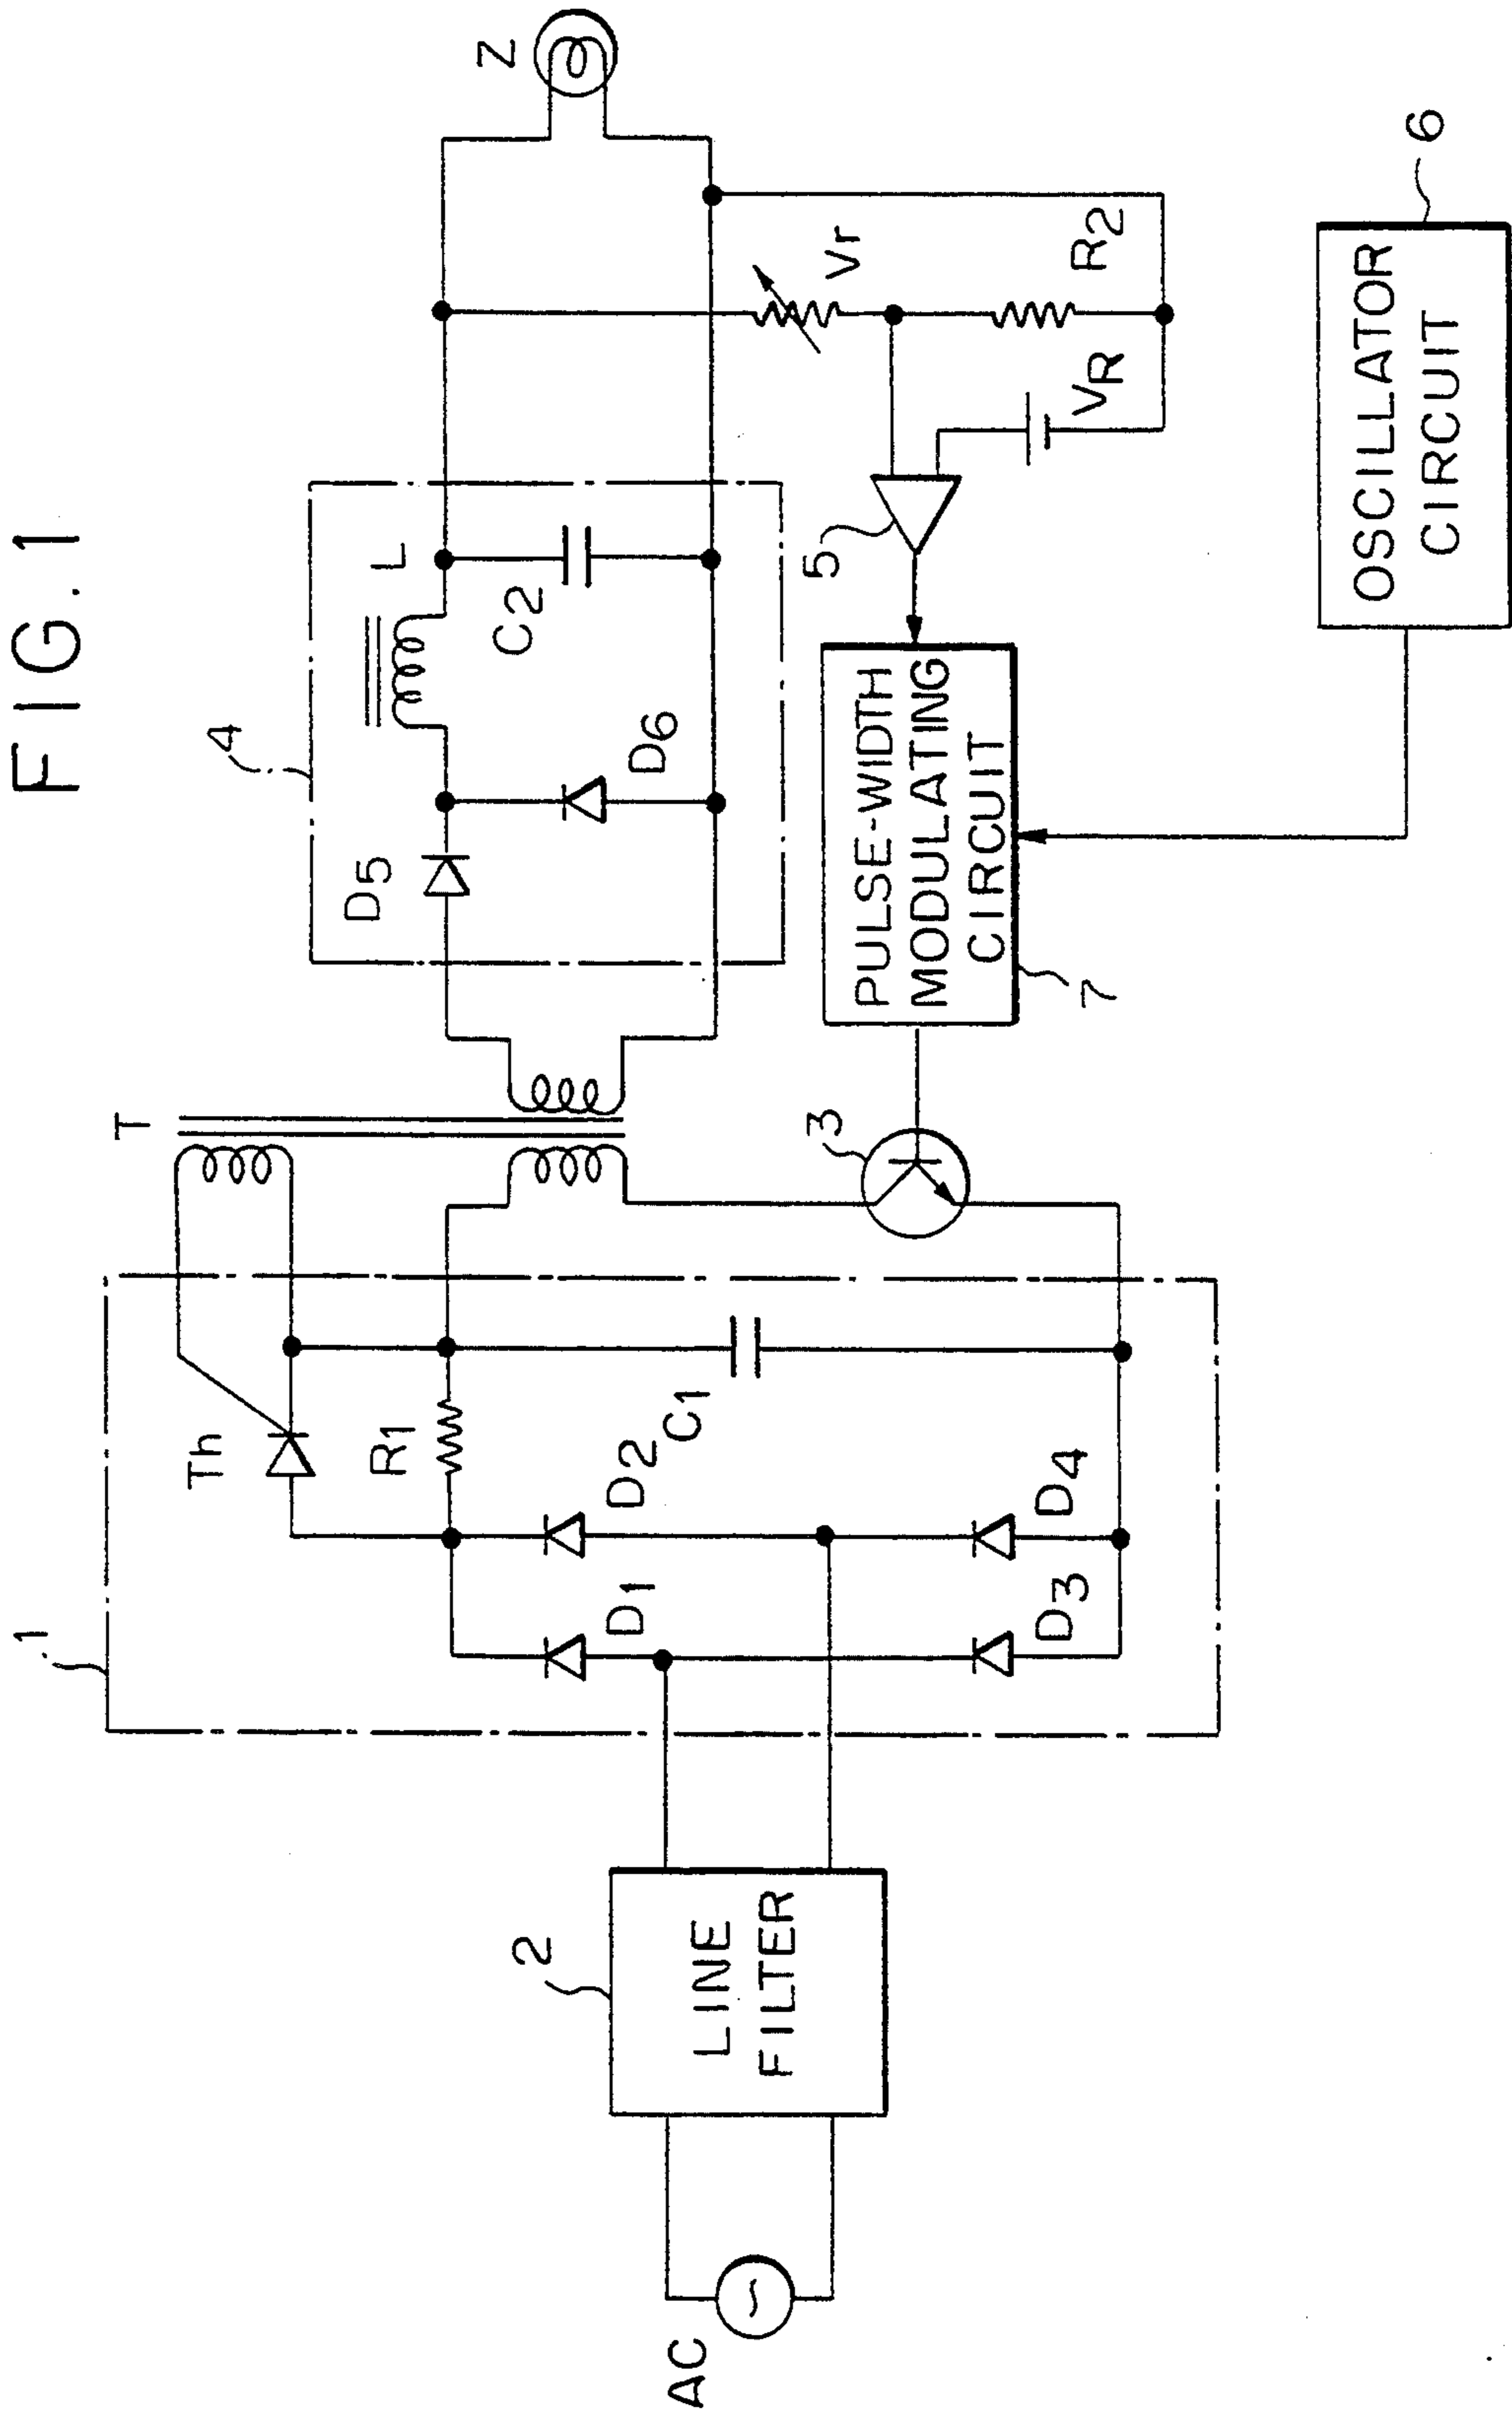 FIG. 1
T
4
L
Z
D5
D6
C2
1
Th
R1
D1
D2
C1
D3
D4
2
LINE
FILTER
AC
3
5
Vr
R2
VR
PULSE-WIDTH
MODULATING
CIRCUIT
7
OSCILLATOR
CIRCUIT
6